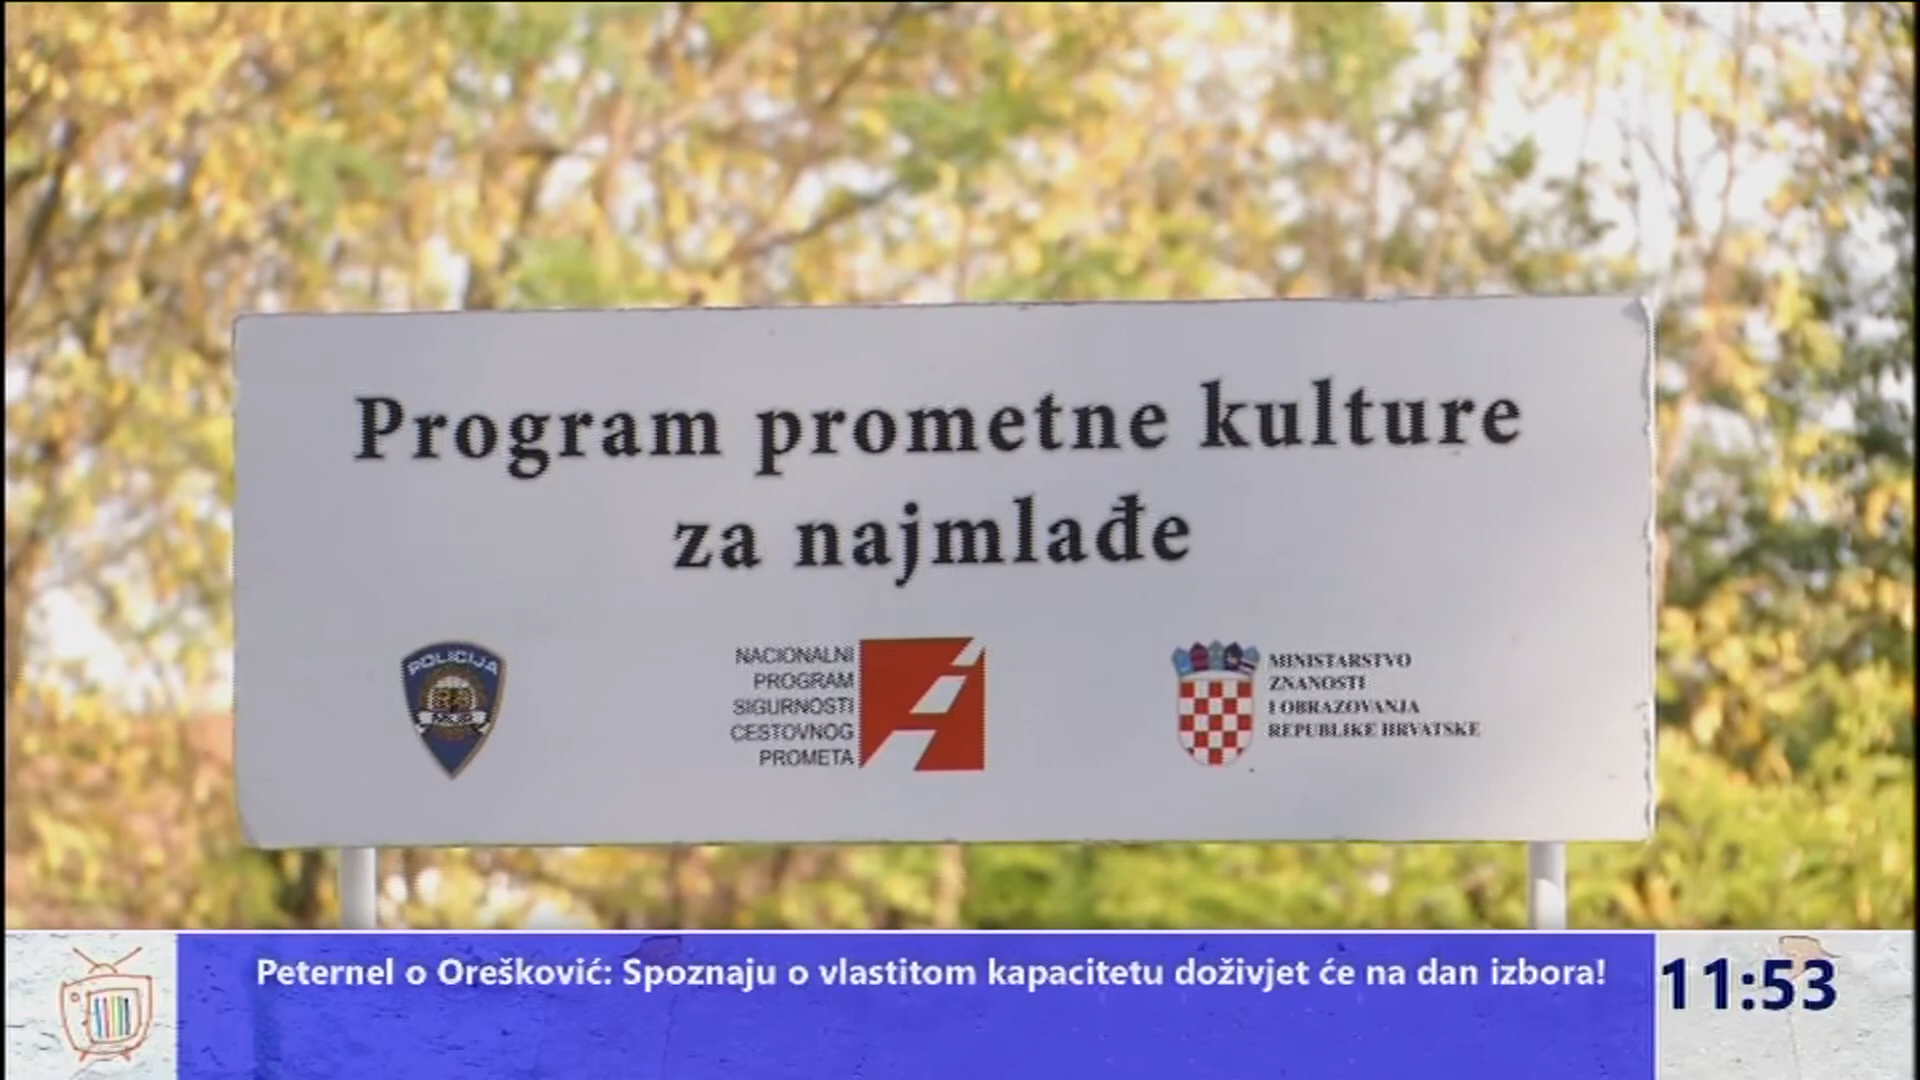 Program prometne kulture
za najmlađe
POLICIJA
NACIONALNI
PROGRAM
SIGURNOSTI
CESTOVNOG
PROMETA
MINISTARSTVO
ZNANOSTI
I OBRAZOVANJA
REPUBLIKE HRVATSKE
Peternel o Orešković: Spoznaju o vlastitom kapacitetu doživjet će na dan izbora!
11:53